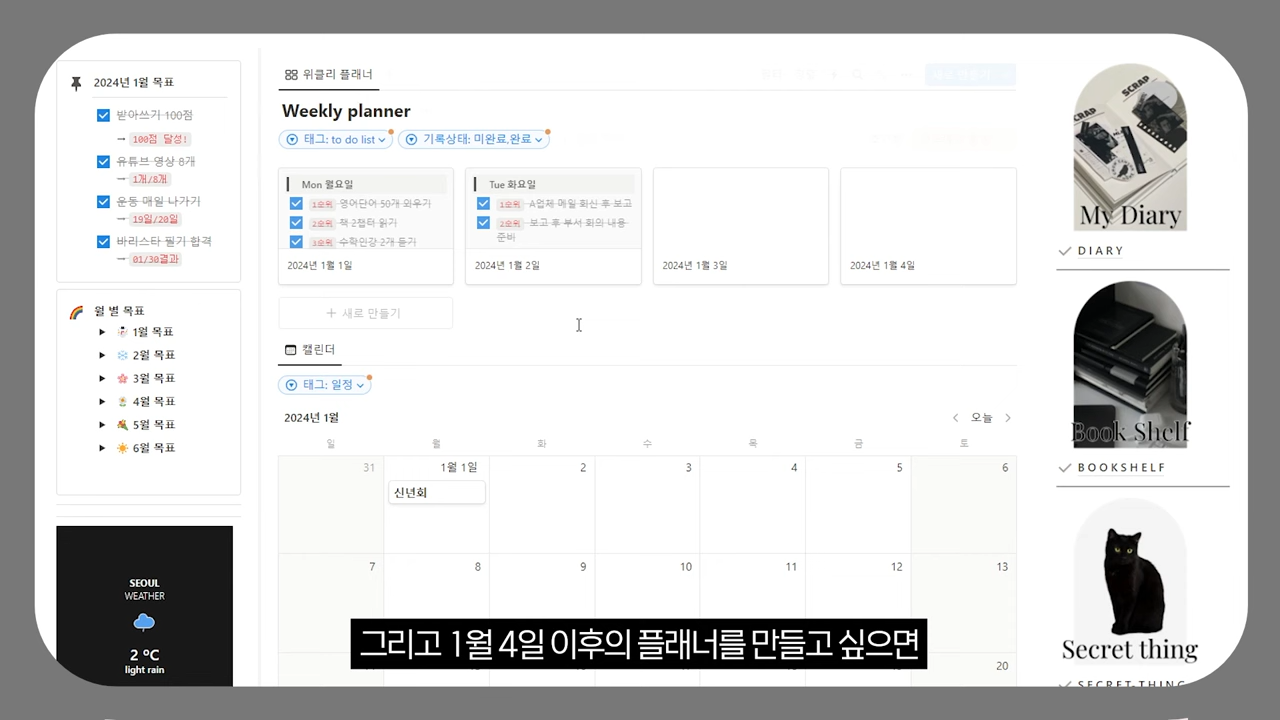 2024년 1월 목표
받아쓰기 100점
→ 100점 달성!
유튜브 영상 8개
→ 1개/8개
운동 매일 나가기
→ 19일/20일
바리스타 필기 합격
→ 01/30결과
월 별 목표
1월 목표
2월 목표
3월 목표
4월 목표
5월 목표
6월 목표
SEOUL
WEATHER
2 °C
light rain
위클리 플래너
Weekly planner
태그: to do list
기록상태: 미완료,완료
Mon 월요일
1순위 영어단어 50개 외우기
2순위 책 2챕터 읽기
3순위 수학인강 2개 듣기
2024년 1월 1일
Tue 화요일
1순위 A업체 메일 회신 후 보고
2순위 보고 후 부서 회의 내용
준비
2024년 1월 2일
2024년 1월 3일
2024년 1월 4일
+ 새로 만들기
캘린더
태그: 일정
2024년 1월
오늘
일 월 화 수 목 금 토
31 1월 1일 2 3 4 5 6
신년회
7 8 9 10 11 12 13
20
그리고 1월 4일 이후의 플래너를 만들고 싶으면
SCRAP
SCRAP
My Diary
DIARY
Book Shelf
BOOKSHELF
Secret thing
SECRET THING